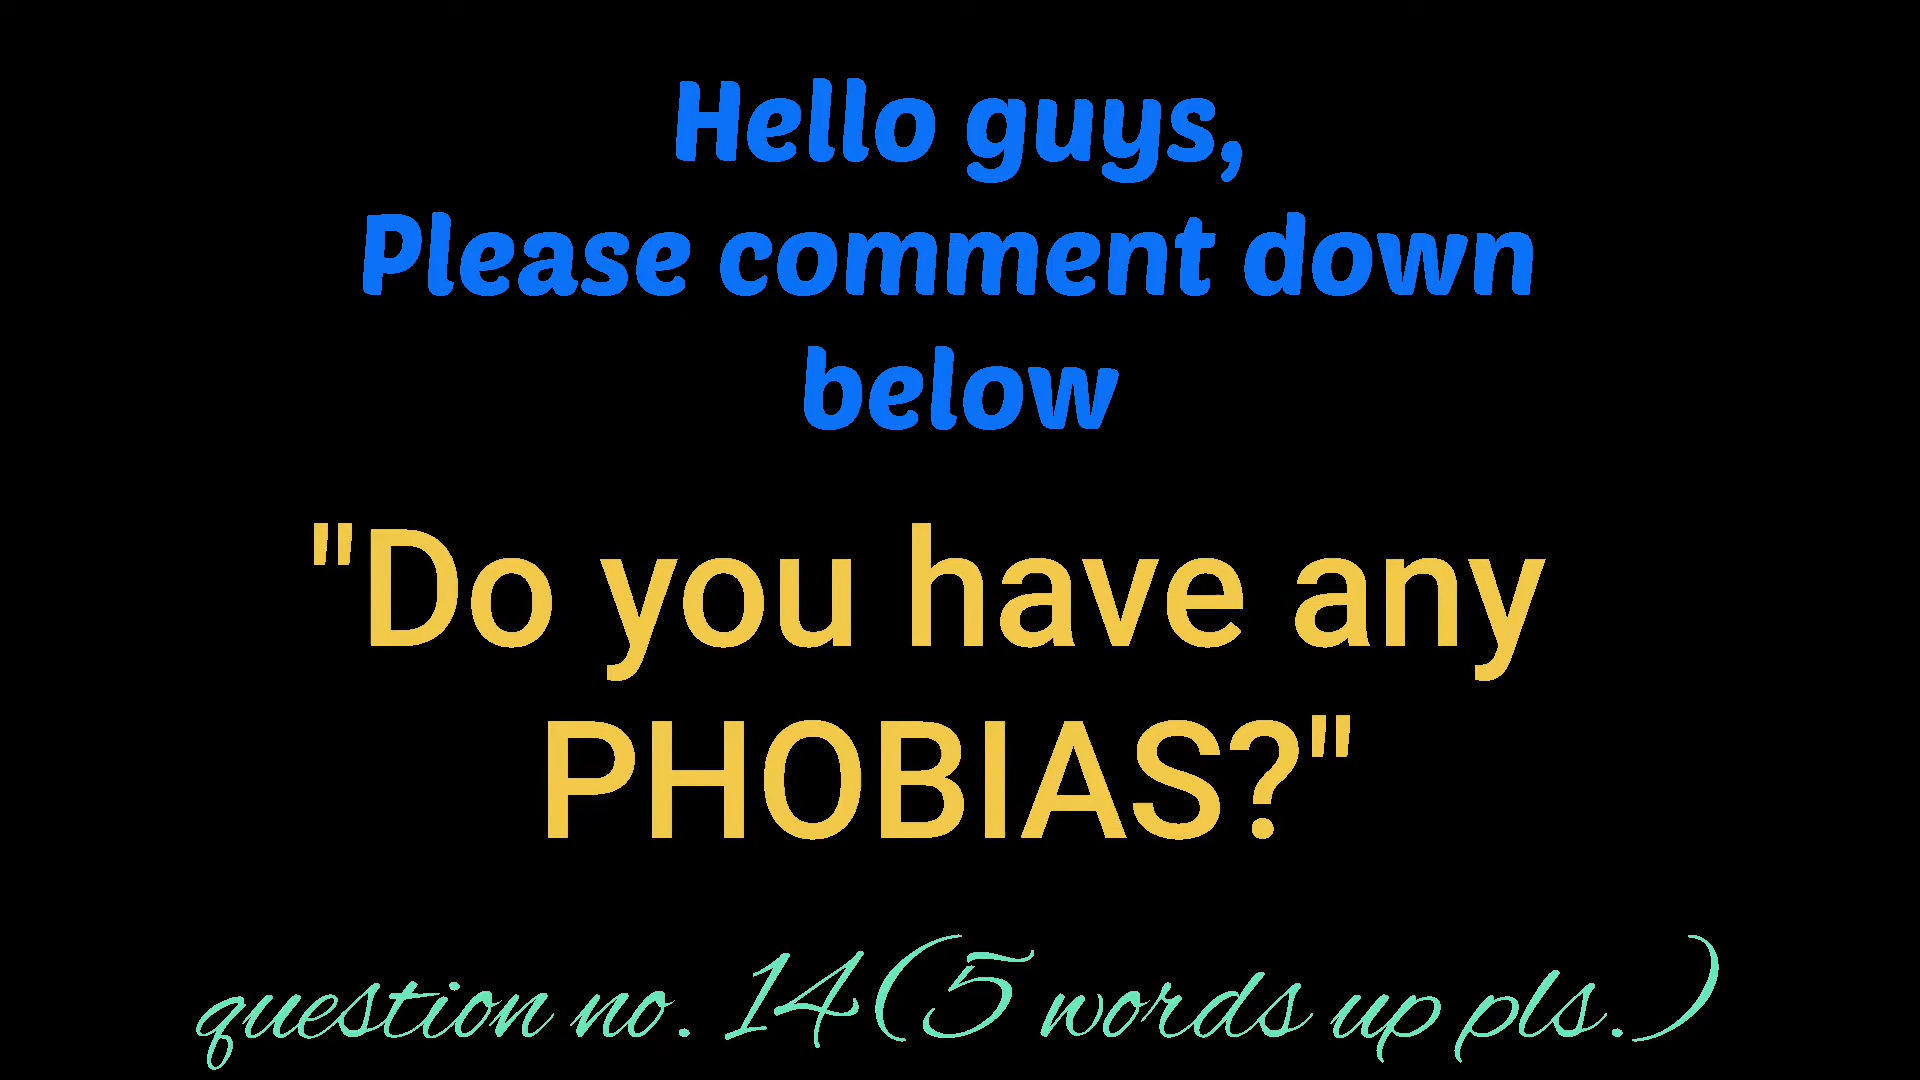 Hello guys,
Please comment down
below
"Do you have any
PHOBIAS?"
question no. 14(5 words up pls.)